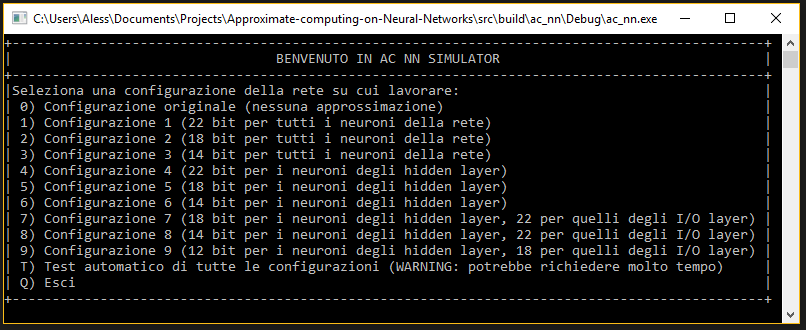 C:\Users\Aless\Documents\Projects\Approximate-computing-on-Neural-Networks\src\build\ac_nn\Debug\ac_nn.exe
BENVENUTO IN AC NN SIMULATOR
Seleziona una configurazione della rete su cui lavorare:
0) Configurazione originale (nessuna approssimazione)
1) Configurazione 1 (22 bit per tutti i neuroni della rete)
2) Configurazione 2 (18 bit per tutti i neuroni della rete)
3) Configurazione 3 (14 bit per tutti i neuroni della rete)
4) Configurazione 4 (22 bit per i neuroni degli hidden layer)
5) Configurazione 5 (18 bit per i neuroni degli hidden layer)
6) Configurazione 6 (14 bit per i neuroni degli hidden layer)
7) Configurazione 7 (18 bit per i neuroni degli hidden layer, 22 per quelli degli I/O layer)
8) Configurazione 8 (14 bit per i neuroni degli hidden layer, 22 per quelli degli I/O layer)
9) Configurazione 9 (12 bit per i neuroni degli hidden layer, 18 per quelli degli I/O layer)
T) Test automatico di tutte le configurazioni (WARNING: potrebbe richiedere molto tempo)
Q) Esci